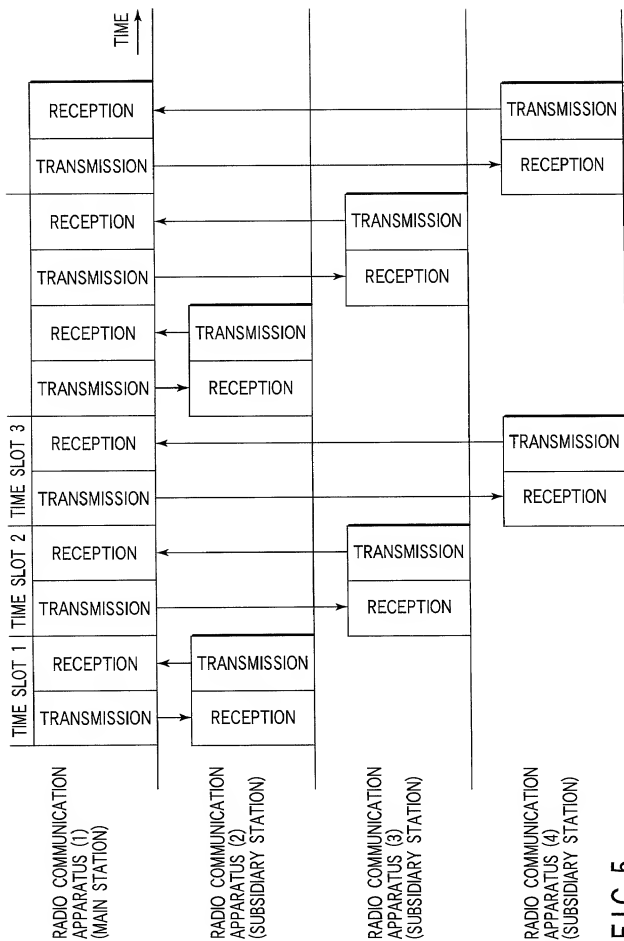 TIME SLOT 1
TIME SLOT 2
TIME SLOT 3
TIME
RADIO COMMUNICATION
APPARATUS (1)
(MAIN STATION)
TRANSMISSION
RECEPTION
TRANSMISSION
RECEPTION
TRANSMISSION
RECEPTION
TRANSMISSION
RECEPTION
TRANSMISSION
RECEPTION
TRANSMISSION
RECEPTION
RADIO COMMUNICATION
APPARATUS (2)
(SUBSIDIARY STATION)
RECEPTION
TRANSMISSION
RECEPTION
TRANSMISSION
RADIO COMMUNICATION
APPARATUS (3)
(SUBSIDIARY STATION)
RECEPTION
TRANSMISSION
RECEPTION
TRANSMISSION
RADIO COMMUNICATION
APPARATUS (4)
(SUBSIDIARY STATION)
RECEPTION
TRANSMISSION
RECEPTION
TRANSMISSION
FIG. 5